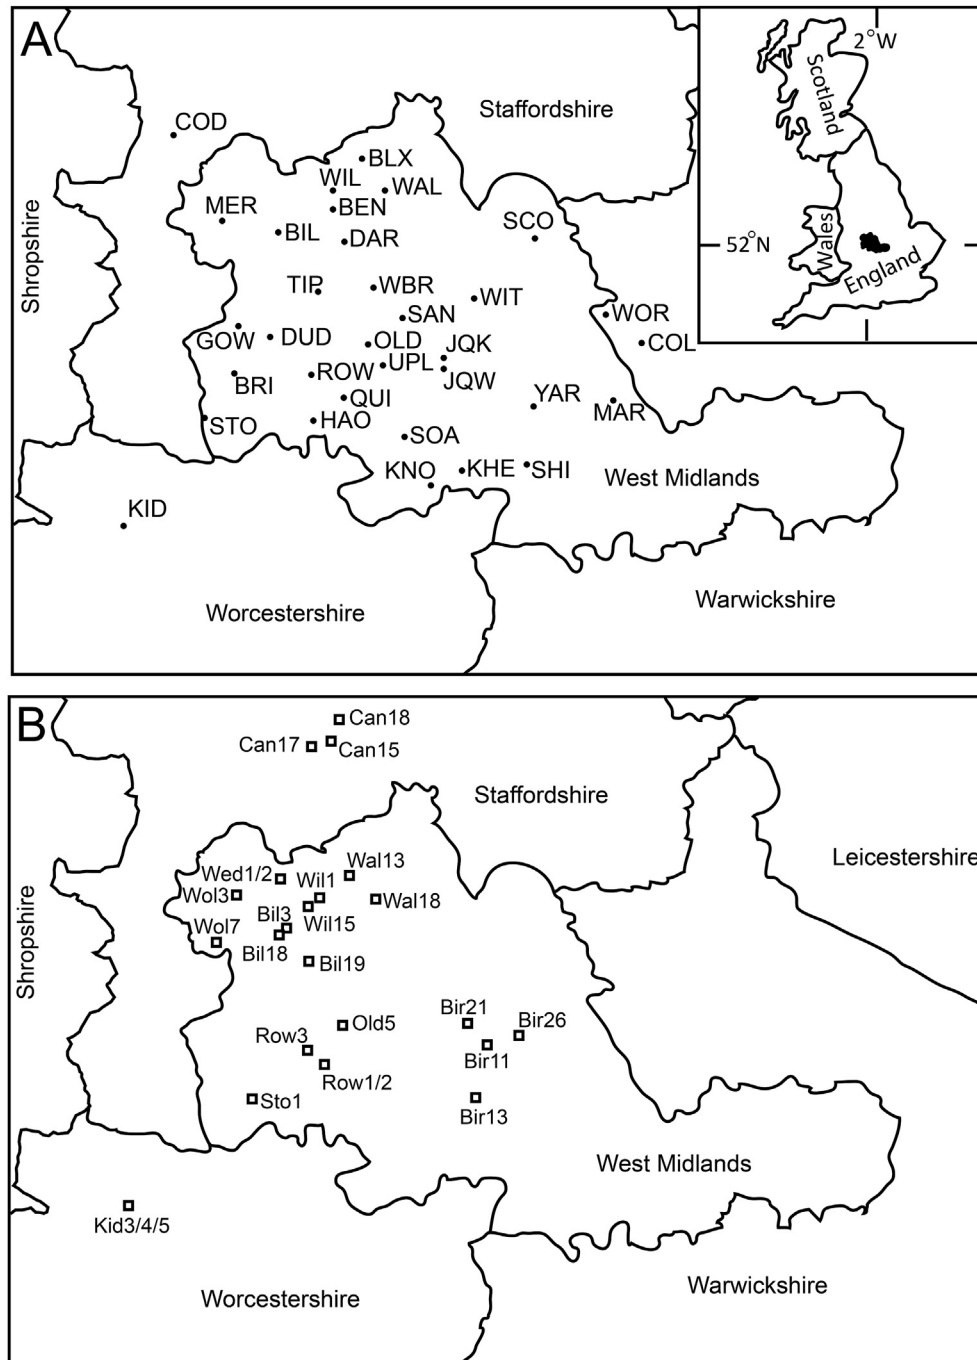 A
2°W
Staffordshire
COD
Scotland
BLX
WIL
WAL
MER
BEN
SCO
BIL
DAR
Shropshire
52°N
Wales
England
TIP
WBR
WIT
SAN
WOR
GOW
DUD
OLD
JQK
COL
UPL
ROW
JQW
BRI
QUI
YAR
MAR
STO
HAO
SOA
KNO
KHE
SHI
West Midlands
KID
Worcestershire
Warwickshire
B
Can18
Can17
Can15
Staffordshire
Leicestershire
Wal13
Wed1/2
Wil1
Wol3
Wal18
Bil3
Wil15
Wol7
Bil18
Bil19
Shropshire
Bir21
Bir26
Old5
Row3
Bir11
Row1/2
Sto1
Bir13
West Midlands
Kid3/4/5
Worcestershire
Warwickshire